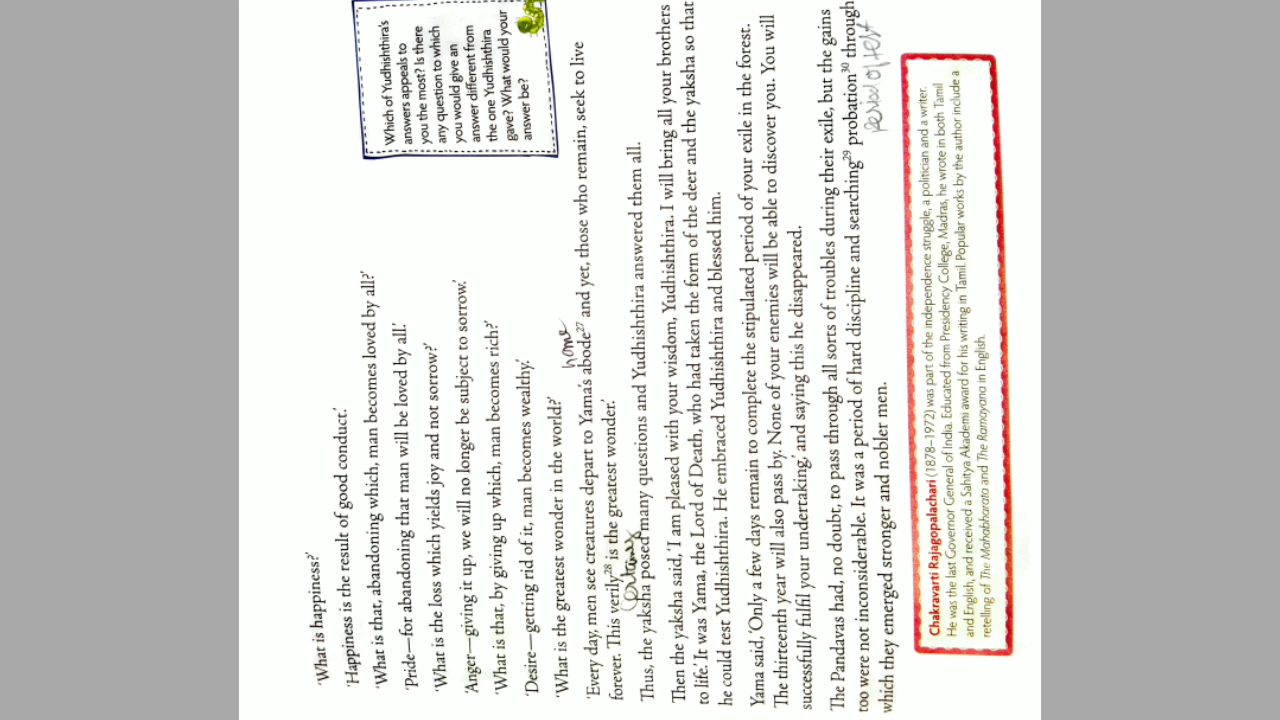 'What is happiness?'
'Happiness is the result of good conduct.'
'What is that, abandoning which, man becomes loved by all?'
'Pride—for abandoning that man will be loved by all.'
'What is the loss which yields joy and not sorrow?'
'Anger—giving it up, we will no longer be subject to sorrow.'
'What is that, by giving up which, man becomes rich?'
'Desire—getting rid of it, man becomes wealthy.'
'What is the greatest wonder in the world?'
home
'Every day, men see creatures depart to Yama's abode27 and yet, those who remain, seek to live
forever. This verily28 is the greatest wonder.'
Thus, the yaksha posed many questions and Yudhishthira answered them all.
Then the yaksha said, 'I am pleased with your wisdom, Yudhishthira. I will bring all your brothers
to life.' It was Yama, the Lord of Death, who had taken the form of the deer and the yaksha so that
he could test Yudhishthira. He embraced Yudhishthira and blessed him.
Yama said, 'Only a few days remain to complete the stipulated period of your exile in the forest.
The thirteenth year will also pass by. None of your enemies will be able to discover you. You will
successfully fulfil your undertaking,' and saying this he disappeared.
The Pandavas had, no doubt, to pass through all sorts of troubles during their exile, but the gains
too were not inconsiderable. It was a period of hard discipline and searching29 probation30 through
period of test
which they emerged stronger and nobler men.
Which of Yudhishthira's
answers appeals to
you the most? Is there
any question to which
you would give an
answer different from
the one Yudhishthira
gave? What would your
answer be?
Chakravarti Rajagopalachari (1878–1972) was part of the independence struggle, a politician and a writer.
He was the last Governor General of India. Educated from Presidency College, Madras, he wrote in both Tamil
and English, and received a Sahitya Akademi award for his writing in Tamil. Popular works by the author include a
retelling of The Mahabharata and The Ramayana in English.